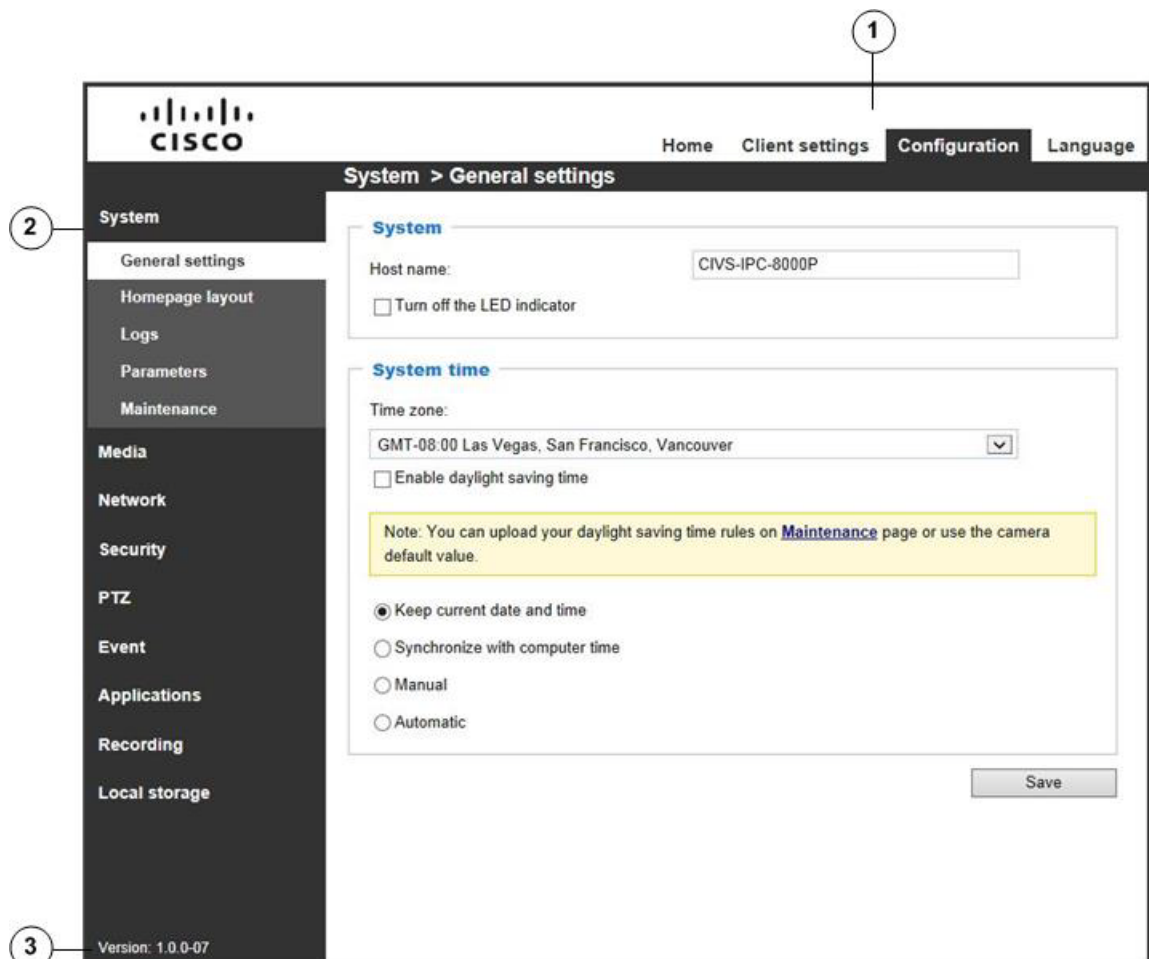 1
CISCO
Home Client settings Configuration Language
System > General settings
2
System
General settings
Homepage layout
Logs
Parameters
Maintenance
Media
Network
Security
PTZ
Event
Applications
Recording
Local storage
3
Version: 1.0.0-07
System
Host name: CIVS-IPC-8000P
Turn off the LED indicator
System time
Time zone:
GMT-08:00 Las Vegas, San Francisco, Vancouver
Enable daylight saving time
Note: You can upload your daylight saving time rules on Maintenance page or use the camera
default value.
Keep current date and time
Synchronize with computer time
Manual
Automatic
Save